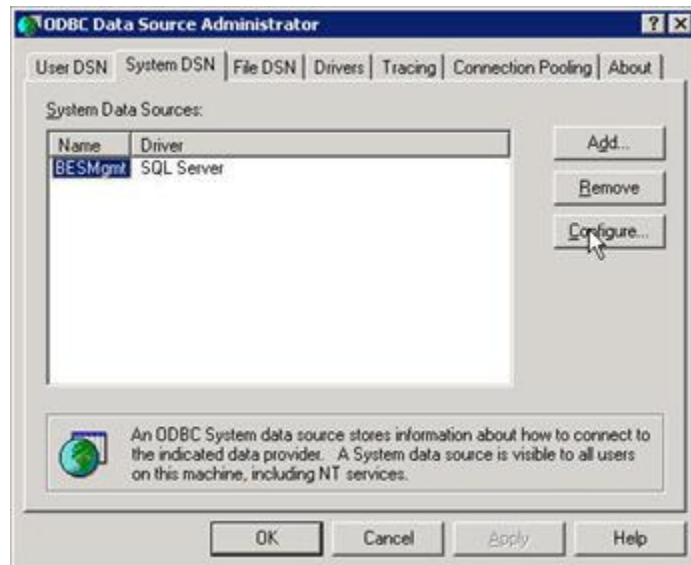 ODBC Data Source Administrator
User DSN System DSN File DSN Drivers Tracing Connection Pooling About
System Data Sources:
Name Driver
BESMgmt SQL Server
Add...
Remove
Configure...
An ODBC System data source stores information about how to connect to
the indicated data provider. A System data source is visible to all users
on this machine, including NT services.
OK Cancel Apply Help